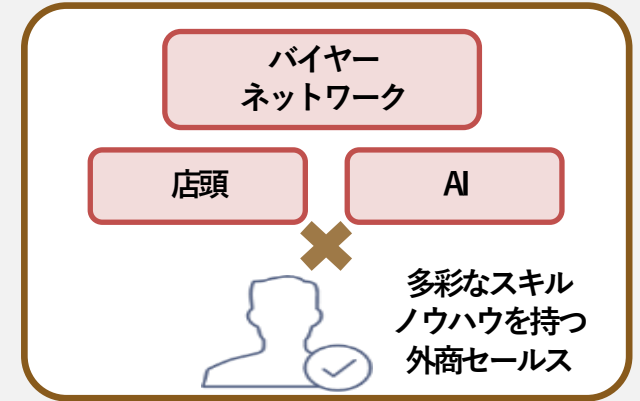 バイヤー
ネットワーク
店頭
AI
多彩なスキル
ノウハウを持つ
外商セールス